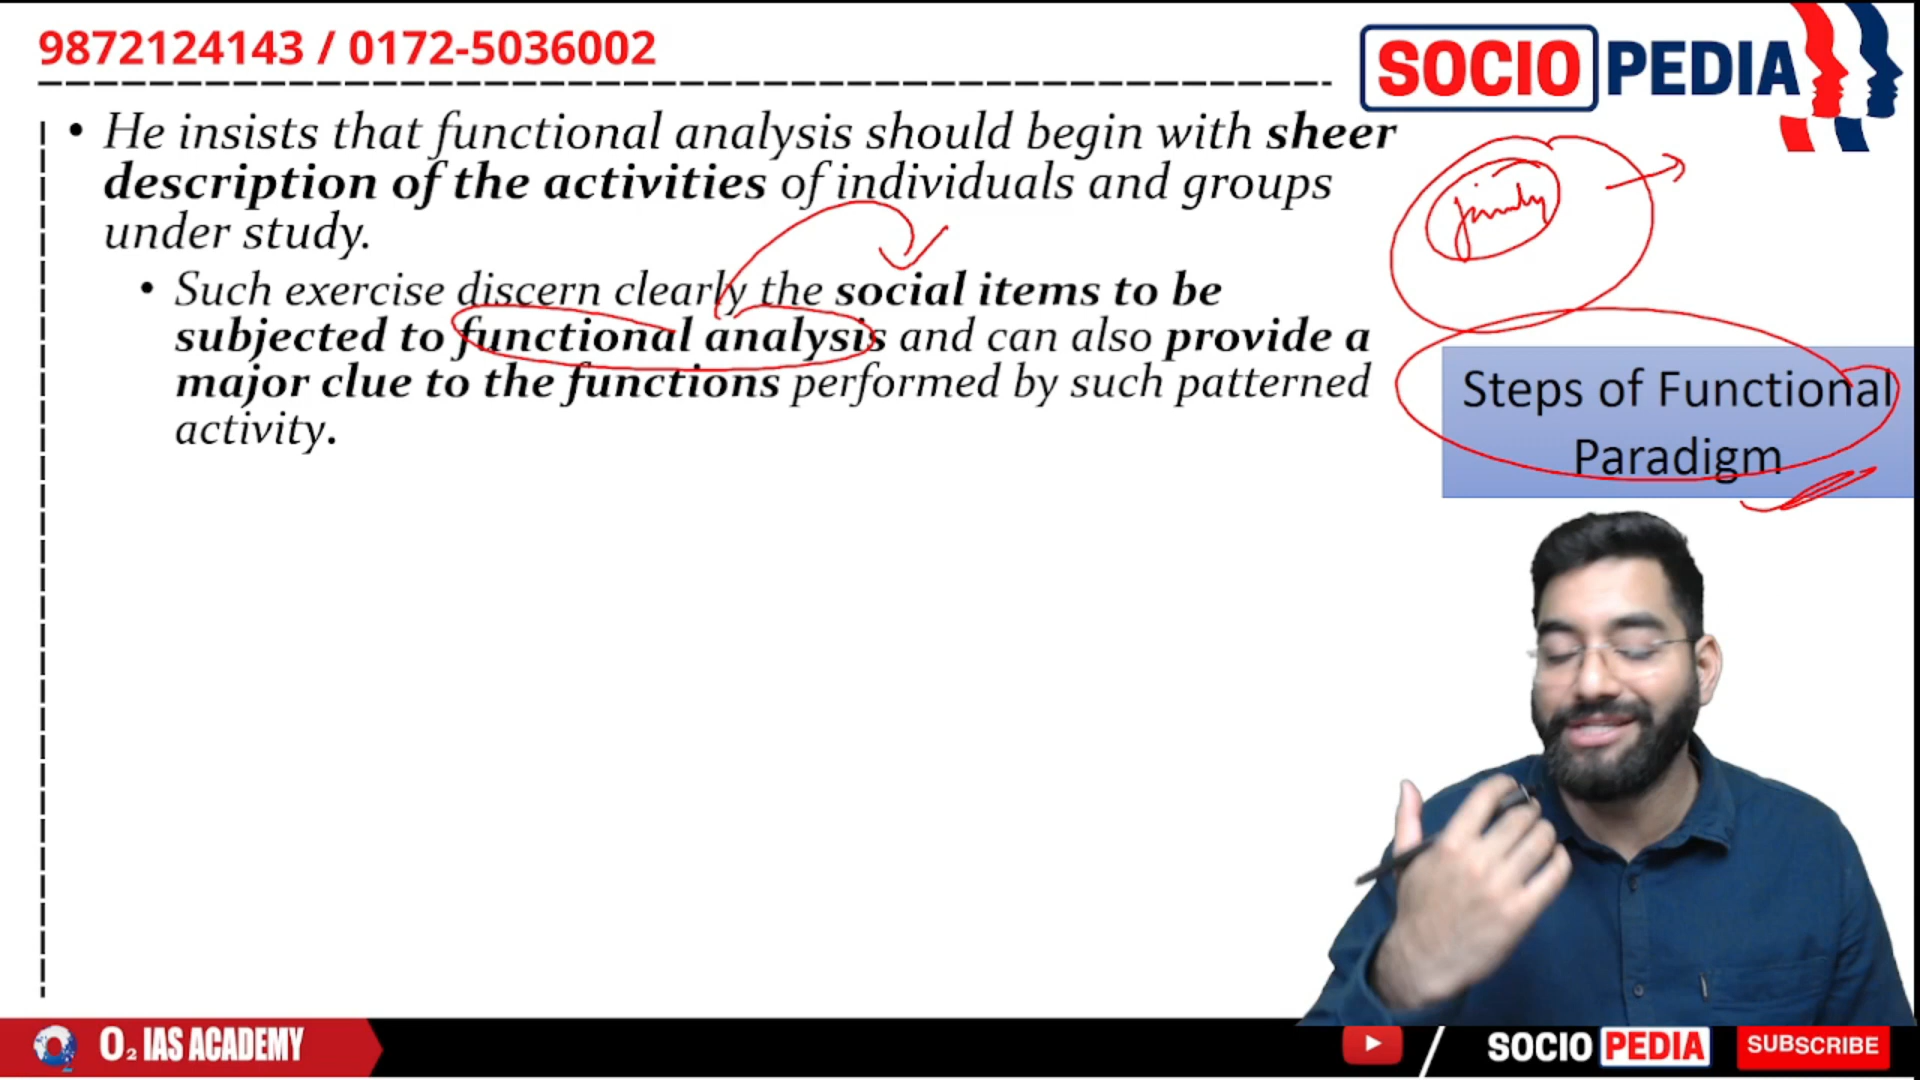 9872124143 / 0172-5036002
SOCIO PEDIA
• He insists that functional analysis should begin with sheer
description of the activities of individuals and groups
under study.
• Such exercise discern clearly the social items to be
subjected to functional analysis and can also provide a
major clue to the functions performed by such patterned
activity.
Steps of Functional
Paradigm
O₂ IAS ACADEMY
SOCIO PEDIA
SUBSCRIBE